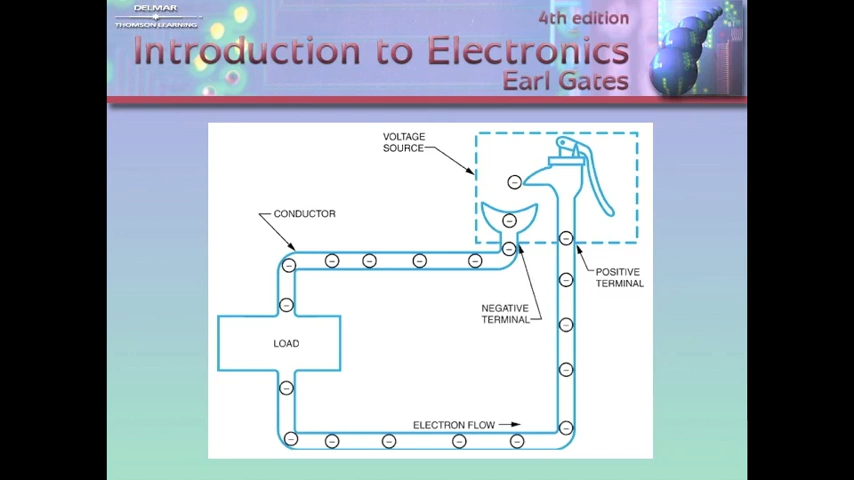 DELMAR
THOMSON LEARNING
4th edition
Introduction to Electronics
Earl Gates
VOLTAGE
SOURCE
CONDUCTOR
POSITIVE
TERMINAL
NEGATIVE
TERMINAL
LOAD
ELECTRON FLOW